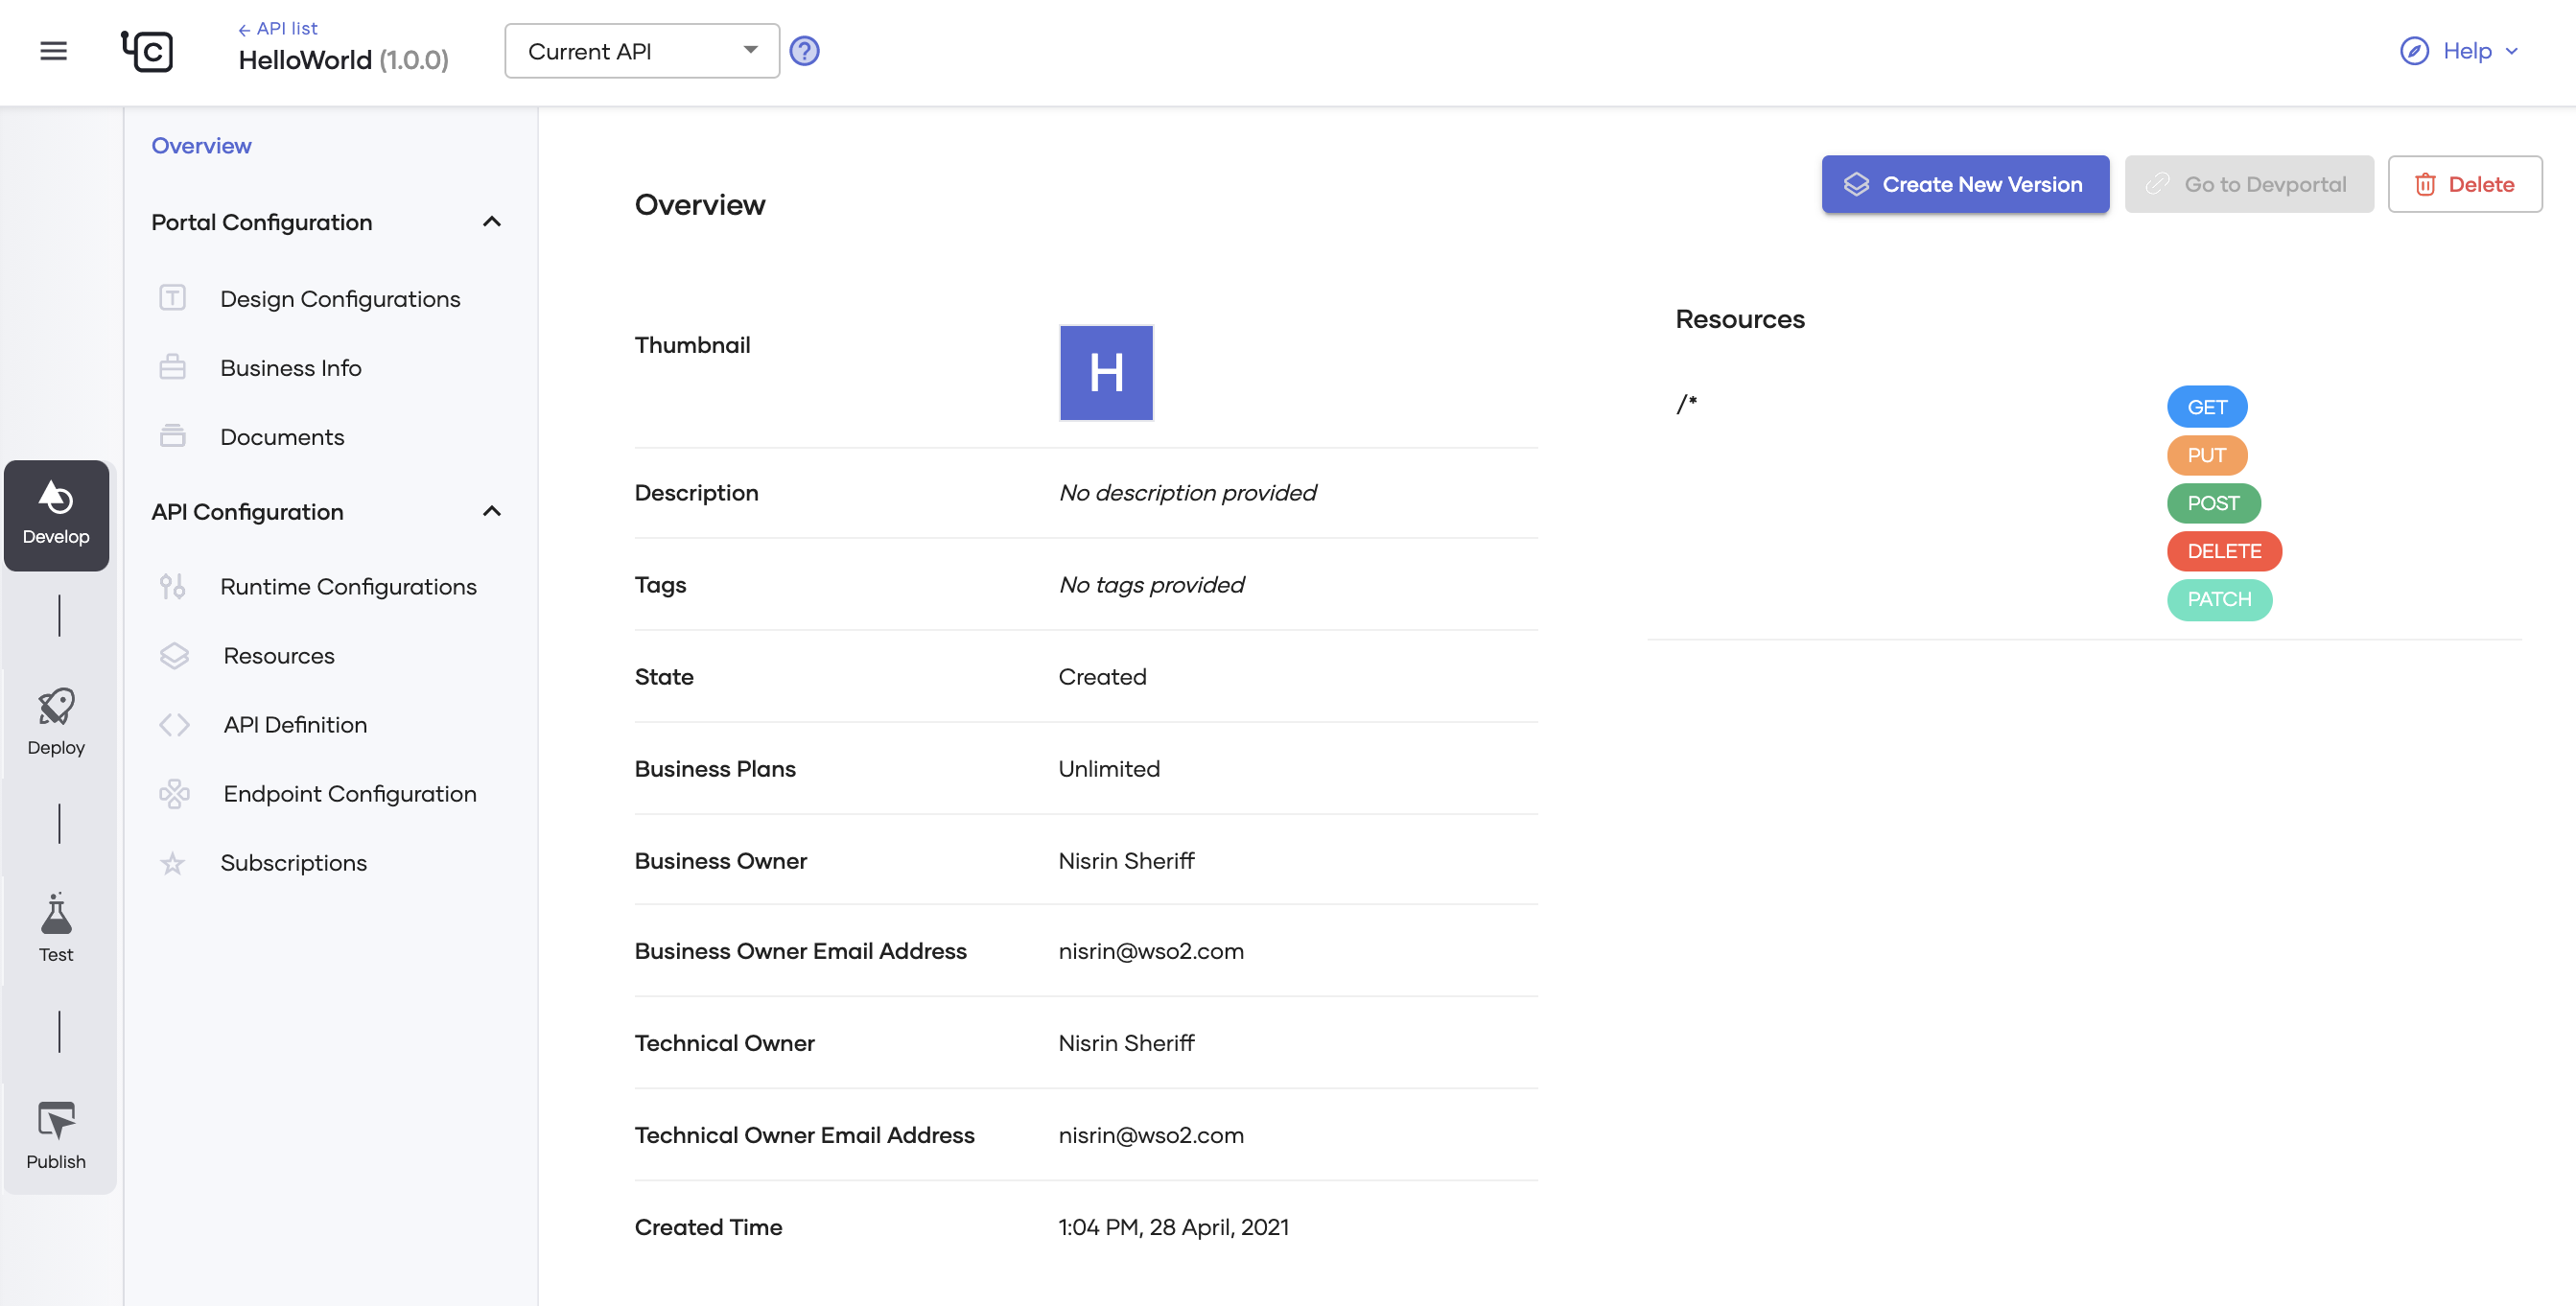 ← API list
HelloWorld (1.0.0)
Current API
?
Help
Develop
Deploy
Test
Publish
Overview
Portal Configuration
Design Configurations
Business Info
Documents
API Configuration
Runtime Configurations
Resources
API Definition
Endpoint Configuration
Subscriptions
Overview
Create New Version
Go to Devportal
Delete
Thumbnail
H
Description No description provided
Tags No tags provided
State Created
Business Plans Unlimited
Business Owner Nisrin Sheriff
Business Owner Email Address nisrin@wso2.com
Technical Owner Nisrin Sheriff
Technical Owner Email Address nisrin@wso2.com
Created Time 1:04 PM, 28 April, 2021
Resources
/*
GET
PUT
POST
DELETE
PATCH